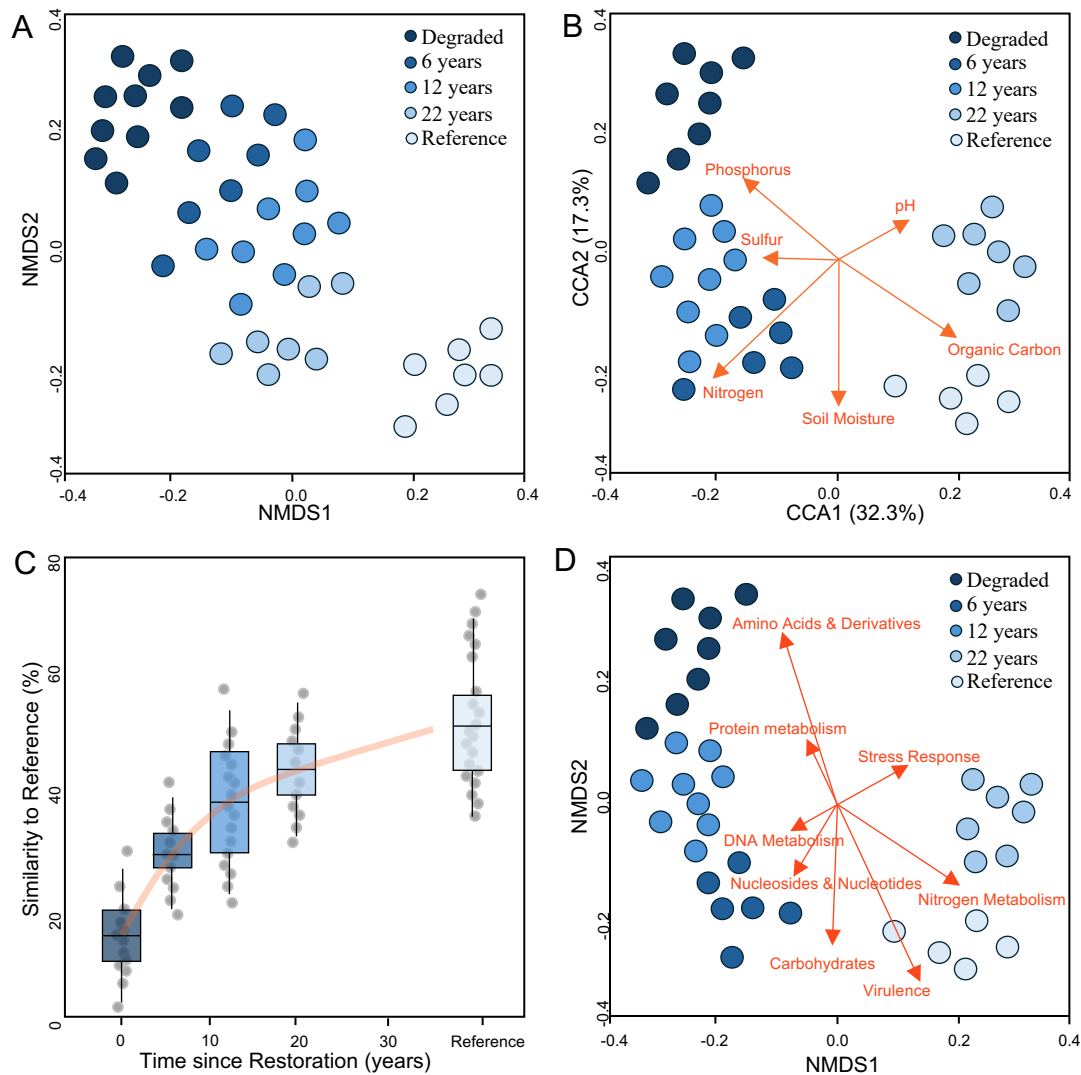 A
0.4
0.2
0.0
-0.2
-0.4
NMDS2
Degraded
6 years
12 years
22 years
Reference
-0.4
-0.2
0.0
0.2
0.4
NMDS1
B
0.4
0.2
0.0
-0.2
-0.4
CCA2 (17.3%)
Degraded
6 years
12 years
22 years
Reference
Phosphorus
pH
Sulfur
Organic Carbon
Nitrogen
Soil Moisture
-0.4
-0.2
0.0
0.2
0.4
CCA1 (32.3%)
C
80
60
40
20
0
Similarity to Reference (%)
0
10
20
30
Reference
Time since Restoration (years)
D
0.4
0.2
0.0
-0.2
-0.4
NMDS2
Degraded
6 years
12 years
22 years
Reference
Amino Acids & Derivatives
Protein metabolism
Stress Response
DNA Metabolism
Nucleosides & Nucleotides
Nitrogen Metabolism
Carbohydrates
Virulence
-0.4
-0.2
0.0
0.2
0.4
NMDS1